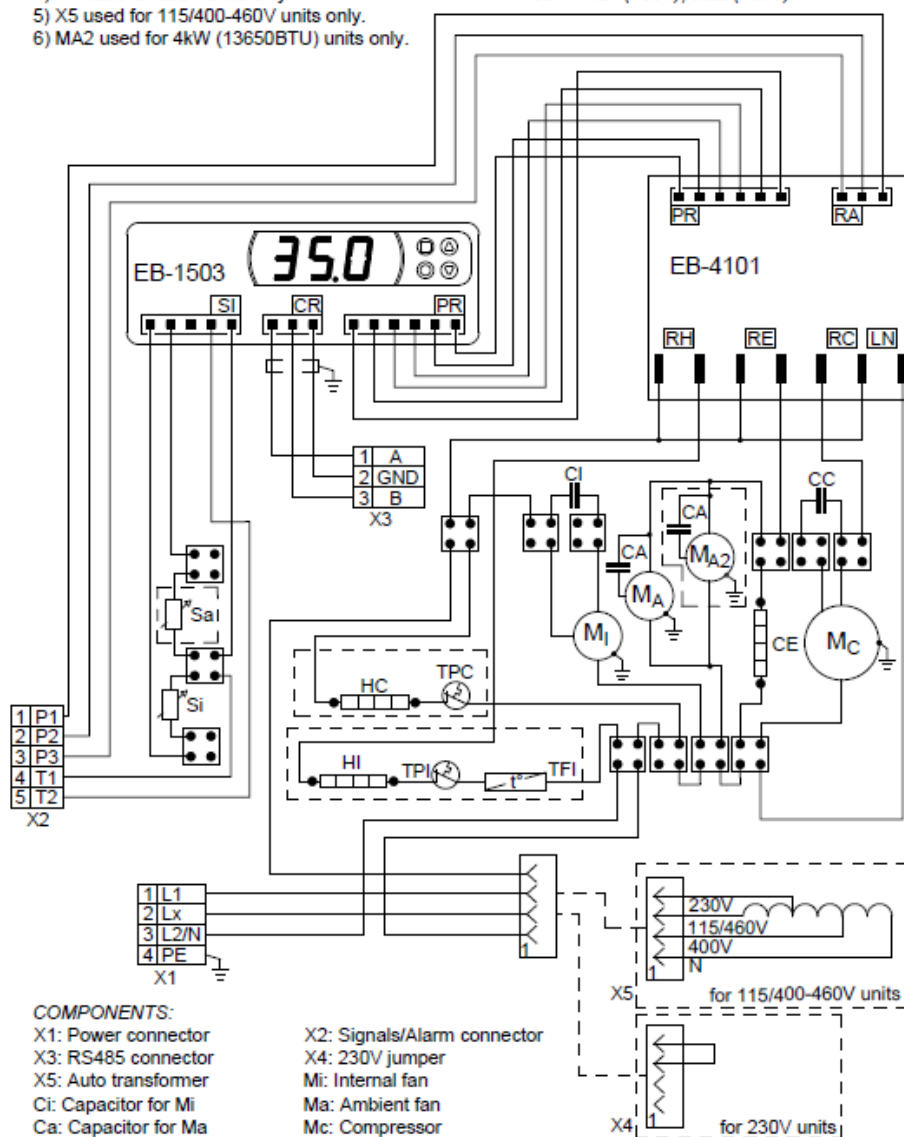 5) X5 used for 115/400-460V units only.
6) MA2 used for 4kW (13650BTU) units only.
PR
RA
EB-4101
EB-1503
35.0
SI
CR
PR
RH
RE
RC
LN
1 A
2 GND
3 B
X3
CI
CC
CA
CA
MA2
MA
MI
CE
MC
Sa
Si
TPC
HC
HI
TPI
t°
TFI
1 P1
2 P2
3 P3
4 T1
5 T2
X2
1 L1
2 Lx
3 L2/N
4 PE
X1
1
230V
115/460V
400V
N
1
X5
for 115/400-460V units
1
X4
for 230V units
COMPONENTS:
X1: Power connector
X2: Signals/Alarm connector
X3: RS485 connector
X4: 230V jumper
X5: Auto transformer
Mi: Internal fan
Ci: Capacitor for Mi
Ma: Ambient fan
Ca: Capacitor for Ma
Mc: Compressor